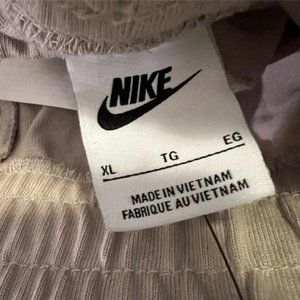 NIKE
XL TG EG
MADE IN VIETNAM
FABRIQUE AU VIETNAM